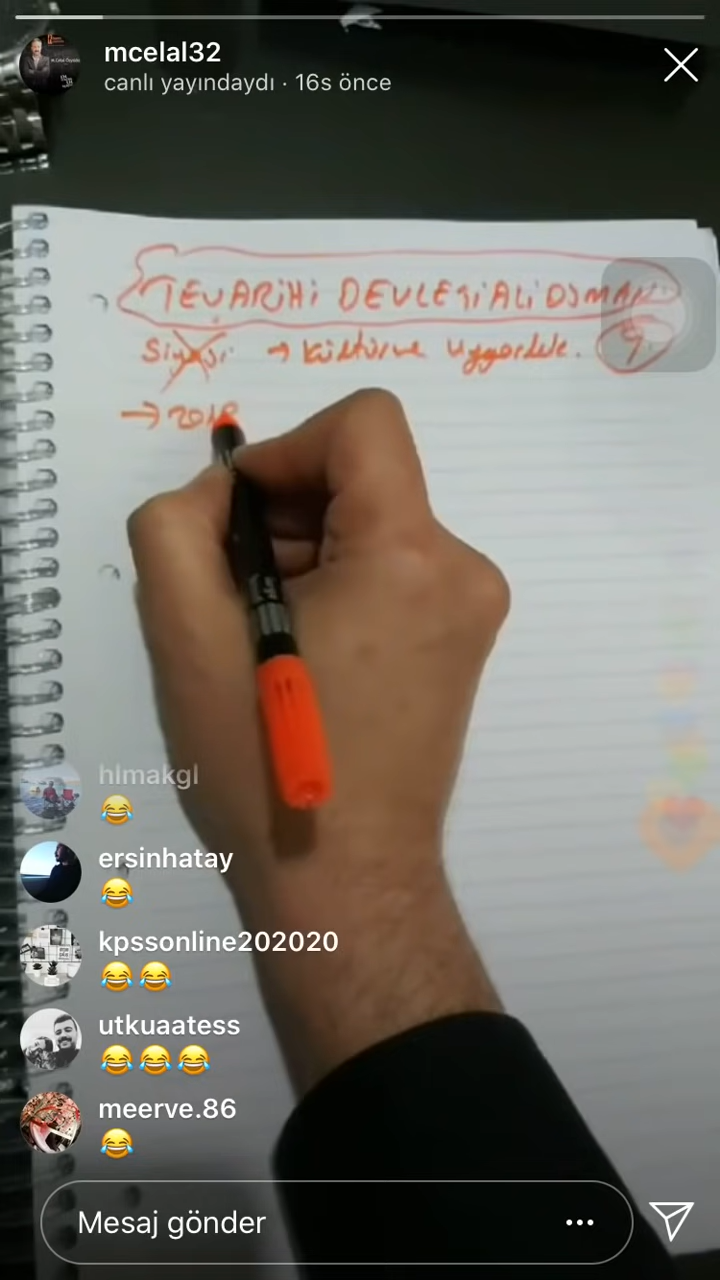 mcelal32
canlı yayındaydı · 16s önce
TEVARİHİ DEVLETİ ALİ OSMAN
Siyasi → Kültür ve Uygarlık. 9.
→ 2018
hlmakgl
😂
ersinhatay
😂
kpssonline202020
😂😂
utkuaatess
😂😂😂
meerve.86
😂
Mesaj gönder